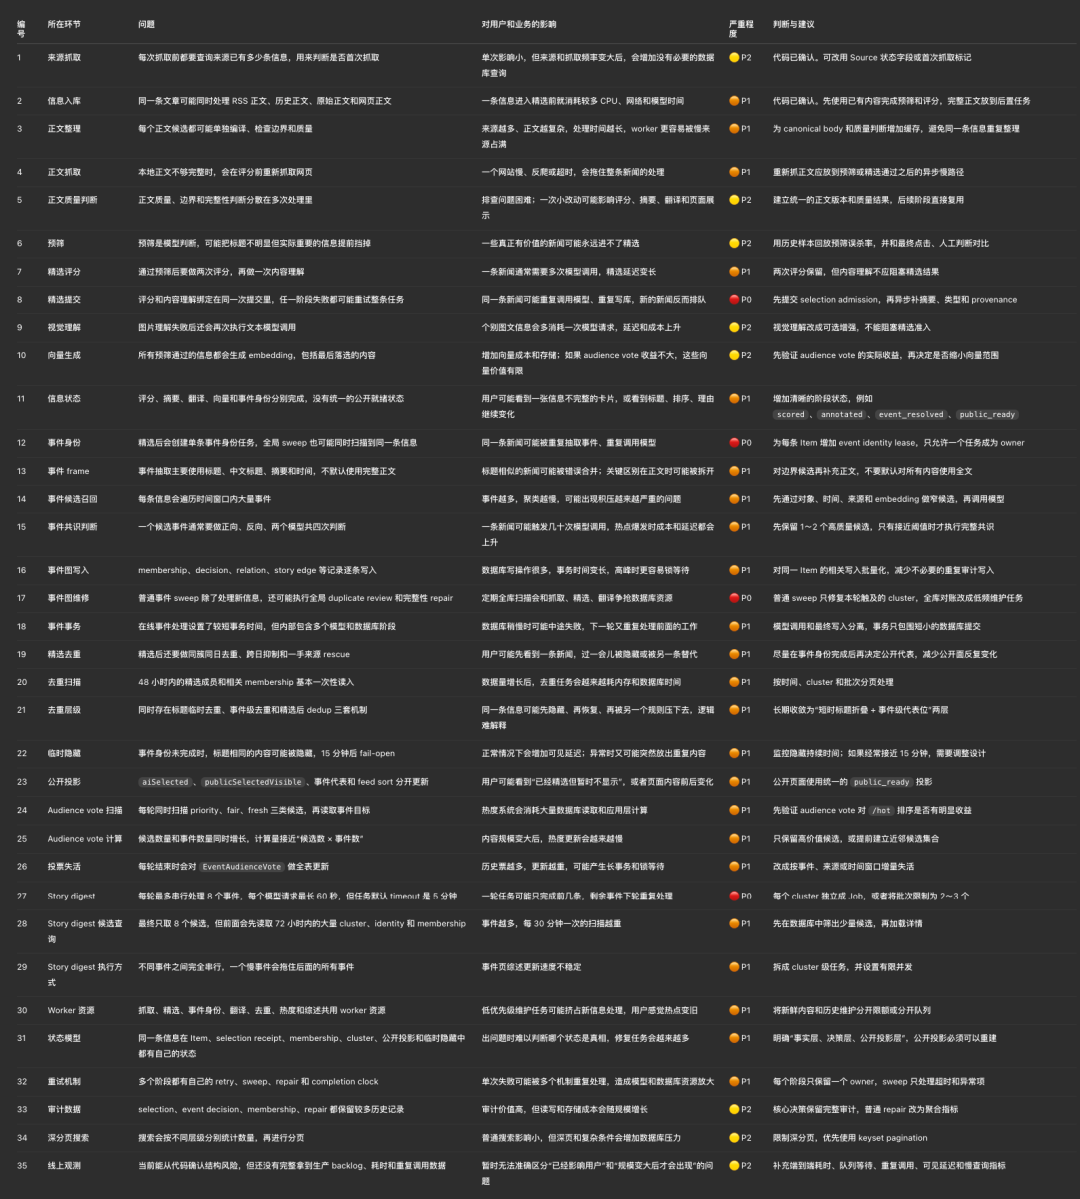 编号 所在环节 问题 对用户和业务的影响 严重程度 判断与建议
1 来源抓取 每次抓取前都要查询来源已有多少条信息，用来判断是否首次抓取 单次影响小，但来源和抓取频率变大后，会增加没有必要的数据库查询 🟡 P2 代码已确认。可改用 Source 状态字段或首次抓取标记
2 信息入库 同一条文章可能同时处理 RSS 正文、历史正文、原始正文和网页正文 一条信息进入精选前就消耗较多 CPU、网络和模型时间 🟠 P1 代码已确认。先使用已有内容完成预筛和评分，完整正文放到后置任务
3 正文整理 每个正文候选都可能单独编译、检查边界和质量 来源越多、正文越复杂，处理时间越长，worker 更容易被慢来源占满 🟠 P1 为 canonical body 和质量判断增加缓存，避免同一条信息重复整理
4 正文抓取 本地正文不够完整时，会在评分前重新抓取网页 一个网站慢、反爬或超时，会拖住整条新闻的处理 🟠 P1 重新抓正文应放到预筛或精选通过之后的异步慢路径
5 正文质量判断 正文质量、边界和完整性判断分散在多次处理里 排查问题困难；一次小改动可能影响评分、摘要、翻译和页面展示 🟡 P2 建立统一的正文版本和质量结果，后续阶段直接复用
6 预筛 预筛是模型判断，可能把标题不明显但实际重要的信息提前挡掉 一些真正有价值的新闻可能永远进不了精选 🟡 P2 用历史样本回放预筛误杀率，并和最终点击、人工判断对比
7 精选评分 通过预筛后要做两次评分，再做一次内容理解 一条新闻通常需要多次模型调用，精选延迟变长 🟠 P1 两次评分保留，但内容理解不应阻塞精选结果
8 精选提交 评分和内容理解绑定在同一次提交里，任一阶段失败都可能重试整条任务 同一条新闻可能重复调用模型、重复写库，新的新闻反而排队 🔴 P0 先提交 selection admission，再异步补摘要、类型和 provenance
9 视觉理解 图片理解失败后还会再次执行文本模型调用 个别图文信息会多消耗一次模型请求，延迟和成本上升 🟡 P2 视觉理解改成可选增强，不能阻塞精选准入
10 向量生成 所有预筛通过的信息都会生成 embedding，包括最后落选的内容 增加向量成本和存储；如果 audience vote 收益不大，这些向量价值有限 🟡 P2 先验证 audience vote 的实际收益，再决定是否缩小向量范围
11 信息状态 评分、摘要、翻译、向量和事件身份分别完成，没有统一的公开就绪状态 用户可能看到一张信息不完整的卡片，或看到标题、排序、理由继续变化 🟠 P1 增加清晰的阶段状态，例如 scored 、 annotated 、 event_resolved 、 public_ready
12 事件身份 精选后会创建单条事件身份任务，全局 sweep 也可能同时扫描到同一条信息 同一条新闻可能被重复抽取事件、重复调用模型 🔴 P0 为每条 Item 增加 event identity lease，只允许一个任务成为 owner
13 事件 frame 事件抽取主要使用标题、中文标题、摘要和时间，不默认使用完整正文 标题相似的新闻可能被错误合并；关键区别在正文时可能被拆开 🟠 P1 对边界候选再补充正文，不要默认对所有内容使用全文
14 事件候选召回 每条信息会遍历时间窗口内大量事件 事件越多，聚类越慢，可能出现积压越来越严重的问题 🟠 P1 先通过对象、时间、来源和 embedding 做窄候选，再调用模型
15 事件共识判断 一个候选事件通常要做正向、反向、两个模型共四次判断 一条新闻可能触发几十次模型调用，热点爆发时成本和延迟都会上升 🟠 P1 先保留 1～2 个高质量候选，只有接近阈值时才执行完整共识
16 事件图写入 membership、decision、relation、story edge 等记录逐条写入 数据库写操作很多，事务时间变长，高峰时更容易锁等待 🟠 P1 对同一 Item 的相关写入批量化，减少不必要的重复审计写入
17 事件图维修 普通事件 sweep 除了处理新信息，还可能执行全局 duplicate review 和完整性 repair 定期全库扫描会和抓取、精选、翻译争抢数据库资源 🔴 P0 普通 sweep 只修复本轮触及的 cluster，全库对账改成低频维护任务
18 事件事务 在线事件处理设置了较短事务时间，但内部包含多个模型和数据库阶段 数据库稍慢时可能中途失败，下一轮又重复处理前面的工作 🟠 P1 模型调用和最终写入分离，事务只包围短小的数据库提交
19 精选去重 精选后还要做同簇同日去重、跨日抑制和一手来源 rescue 用户可能先看到一条新闻，过一会儿被隐藏或被另一条替代 🟠 P1 尽量在事件身份完成后再决定公开代表，减少公开面反复变化
20 去重扫描 48 小时内的精选成员和相关 membership 基本一次性读入 数据量增长后，去重任务会越来越耗内存和数据库时间 🟠 P1 按时间、cluster 和批次分页处理
21 去重层级 同时存在标题临时去重、事件级去重和精选后 dedup 三套机制 同一条信息可能先隐藏、再恢复、再被另一个规则压下去，逻辑难解释 🟠 P1 长期收敛为“短时标题折叠 + 事件级代表位”两层
22 临时隐藏 事件身份未完成时，标题相同的内容可能被隐藏，15 分钟后 fail-open 正常情况下会增加可见延迟；异常时又可能突然放出重复内容 🟠 P1 监控隐藏持续时间；如果经常接近 15 分钟，需要调整设计
23 公开投影 aiSelected 、 publicSelectedVisible 、事件代表和 feed sort 分开更新 用户可能看到“已经精选但暂时不显示”，或者页面内容前后变化 🟠 P1 公开页面使用统一的 public_ready 投影
24 Audience vote 扫描 每轮同时扫描 priority、fair、fresh 三类候选，再读取事件目标 热度系统会消耗大量数据库读取和应用层计算 🟠 P1 先验证 audience vote 对 /hot 排序是否有明显收益
25 Audience vote 计算 候选数量和事件数量同时增长，计算量接近“候选数 × 事件数” 内容规模变大后，热度更新会越来越慢 🟠 P1 只保留高价值候选，或提前建立近邻候选集合
26 投票失活 每轮结束时会对 EventAudienceVote 做全表更新 历史票越多，更新越重，可能产生长事务和锁等待 🟠 P1 改成按事件、来源或时间窗口增量失活
27 Story digest 每轮最多串行处理 8 个事件，每个模型请求最长 60 秒，但任务默认 timeout 是 5 分钟 一轮任务可能只完成前几条，剩余事件下轮重复处理 🔴 P0 每个 cluster 独立成 Job，或者将批次限制为 2～3 个
28 Story digest 候选查询 最终只取 8 个候选，但前面会先读取 72 小时内的大量 cluster、identity 和 membership 事件越多，每 30 分钟一次的扫描越重 🟠 P1 先在数据库中筛出少量候选，再加载详情
29 Story digest 执行方式 不同事件之间完全串行，一个慢事件会拖住后面的所有事件 事件页综述更新速度不稳定 🟠 P1 拆成 cluster 级任务，并设置有限并发
30 Worker 资源 抓取、精选、事件身份、翻译、去重、热度和综述共用 worker 资源 低优先级维护任务可能挤占新信息处理，用户感觉热点变旧 🟠 P1 将新鲜内容和历史维护分开限额或分开队列
31 状态模型 同一条信息在 Item、selection receipt、membership、cluster、公开投影和临时隐藏中都有自己的状态 出问题时难以判断哪个状态是真相，修复任务会越来越多 🟠 P1 明确“事实层、决策层、公开投影层”，公开投影必须可以重建
32 重试机制 多个阶段都有自己的 retry、sweep、repair 和 completion clock 单次失败可能被多个机制重复处理，造成模型和数据库资源放大 🟠 P1 每个阶段只保留一个 owner，sweep 只处理超时和异常项
33 审计数据 selection、event decision、membership、repair 都保留较多历史记录 审计价值高，但读写和存储成本会随规模增长 🟡 P2 核心决策保留完整审计，普通 repair 改为聚合指标
34 深分页搜索 搜索会按不同层级分别统计数量，再进行分页 普通搜索影响小，但深页和复杂条件会增加数据库压力 🟡 P2 限制深分页，优先使用 keyset pagination
35 线上观测 当前能从代码确认结构风险，但还没有完整拿到生产 backlog、耗时和重复调用数据 暂时无法准确区分“已经影响用户”和“规模变大后才会出现”的问题 🟡 P2 补充端到端耗时、队列等待、重复调用、可见延迟和慢查询指标